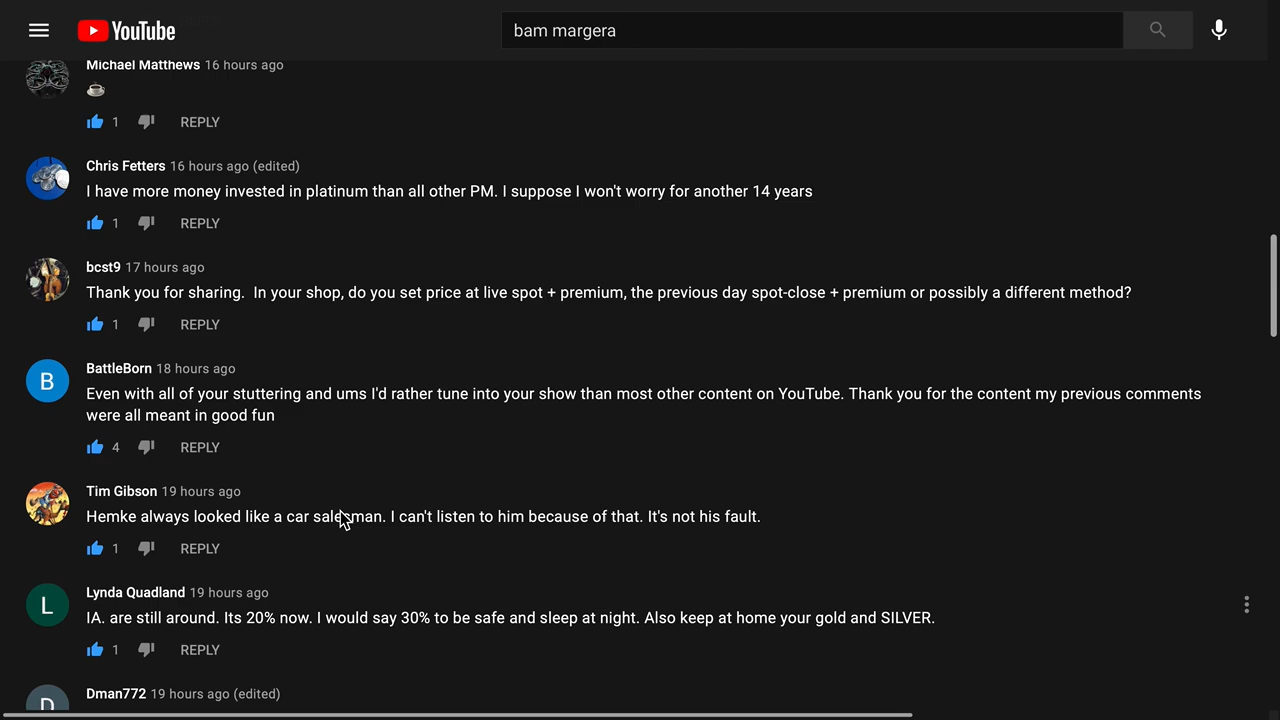 YouTube
bam margera
Michael Matthews 16 hours ago
1 REPLY
Chris Fetters 16 hours ago (edited)
I have more money invested in platinum than all other PM. I suppose I won't worry for another 14 years
1 REPLY
bcst9 17 hours ago
Thank you for sharing.  In your shop, do you set price at live spot + premium, the previous day spot-close + premium or possibly a different method?
1 REPLY
B
BattleBorn 18 hours ago
Even with all of your stuttering and ums I'd rather tune into your show than most other content on YouTube. Thank you for the content my previous comments
were all meant in good fun
4 REPLY
Tim Gibson 19 hours ago
Hemke always looked like a car salesman. I can't listen to him because of that. It's not his fault.
1 REPLY
L
Lynda Quadland 19 hours ago
IA. are still around. Its 20% now. I would say 30% to be safe and sleep at night. Also keep at home your gold and SILVER.
1 REPLY
D
Dman772 19 hours ago (edited)